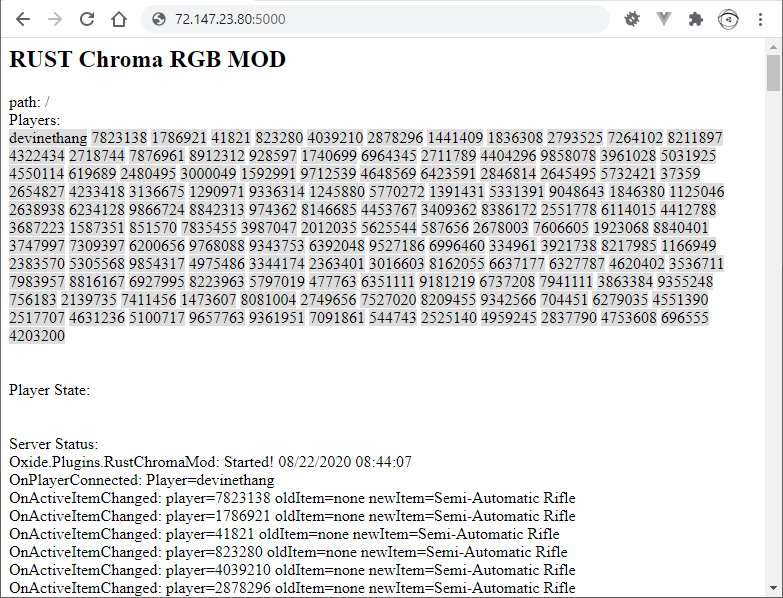 72.147.23.80:5000
RUST Chroma RGB MOD
path: /
Players:
devinethang 7823138 1786921 41821 823280 4039210 2878296 1441409 1836308 2793525 7264102 8211897
4322434 2718744 7876961 8912312 928597 1740699 6964345 2711789 4404296 9858078 3961028 5031925
4550114 619689 2480495 3000049 1592991 9712539 4648569 6423591 2846814 2645495 5732421 37359
2654827 4233418 3136675 1290971 9336314 1245880 5770272 1391431 5331391 9048643 1846380 1125046
2638938 6234128 9866724 8842313 974362 8146685 4453767 3409362 8386172 2551778 6114015 4412788
3687223 1587351 851570 7835455 3987047 2012035 5625544 587656 2678003 7606605 1923068 8840401
3747997 7309397 6200656 9768088 9343753 6392048 9527186 6996460 334961 3921738 8217985 1166949
2383570 5305568 9854317 4975486 3344174 2363401 3016603 8162055 6637177 6327787 4620402 3536711
7983957 8816167 6927995 8223963 5797019 477763 6351111 9181219 6737208 7941111 3863384 9355248
756183 2139735 7411456 1473607 8081004 2749656 7527020 8209455 9342566 704451 6279035 4551390
2517707 4631236 5100717 9657763 9361951 7091861 544743 2525140 4959245 2837790 4753608 696555
4203200
Player State:
Server Status:
Oxide.Plugins.RustChromaMod: Started! 08/22/2020 08:44:07
OnPlayerConnected: Player=devinethang
OnActiveItemChanged: player=7823138 oldItem=none newItem=Semi-Automatic Rifle
OnActiveItemChanged: player=1786921 oldItem=none newItem=Semi-Automatic Rifle
OnActiveItemChanged: player=41821 oldItem=none newItem=Semi-Automatic Rifle
OnActiveItemChanged: player=823280 oldItem=none newItem=Semi-Automatic Rifle
OnActiveItemChanged: player=4039210 oldItem=none newItem=Semi-Automatic Rifle
OnActiveItemChanged: player=2878296 oldItem=none newItem=Semi-Automatic Rifle